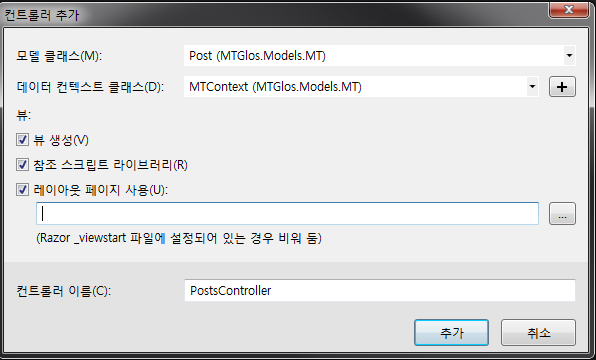 컨트롤러 추가
모델 클래스(M): Post (MTGlos.Models.MT)
데이터 컨텍스트 클래스(D): MTContext (MTGlos.Models.MT)
뷰:
뷰 생성(V)
참조 스크립트 라이브러리(R)
레이아웃 페이지 사용(U):
...
(Razor _viewstart 파일에 설정되어 있는 경우 비워 둠)
컨트롤러 이름(C): PostsController
추가 취소